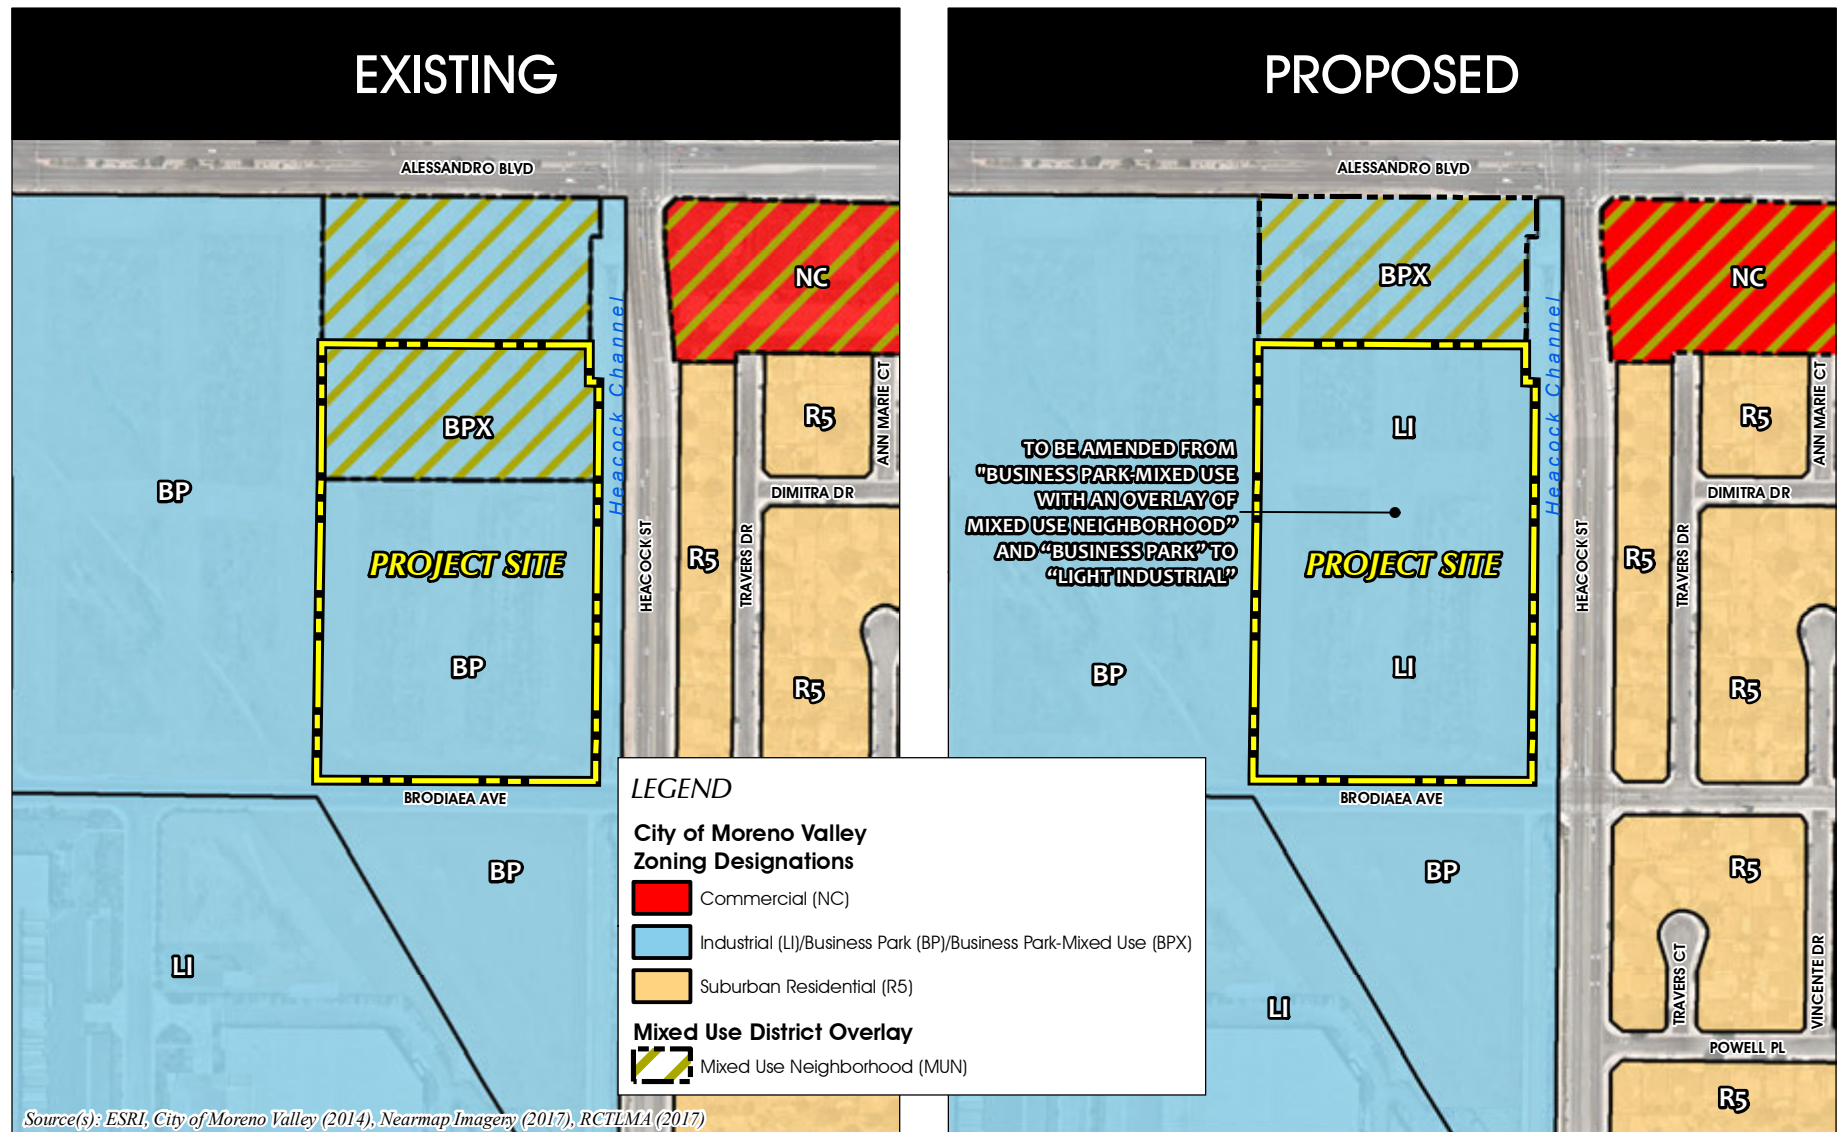 EXISTING
ALESSANDRO BLVD
NC
Heacock Channel
BPX
R5
ANN MARIE CT
BP
DIMITRA DR
HEACOCK ST
R5
TRAVERS DR
PROJECT SITE
BP
R5
BRODIAEA AVE
BP
LI
Source(s): ESRI, City of Moreno Valley (2014), Nearmap Imagery (2017), RCTLMA (2017)
PROPOSED
ALESSANDRO BLVD
BPX
NC
Heacock Channel
LI
R5
ANN MARIE CT
TO BE AMENDED FROM
"BUSINESS PARK-MIXED USE
WITH AN OVERLAY OF
MIXED USE NEIGHBORHOOD”
AND “BUSINESS PARK” TO
“LIGHT INDUSTRIAL”
DIMITRA DR
HEACOCK ST
R5
TRAVERS DR
PROJECT SITE
BP
LI
R5
BRODIAEA AVE
BP
R5
LI
TRAVERS CT
VINCENTE DR
POWELL PL
R5
LEGEND
City of Moreno Valley
Zoning Designations
Commercial (NC)
Industrial (LI)/Business Park (BP)/Business Park-Mixed Use (BPX)
Suburban Residential (R5)
Mixed Use District Overlay
Mixed Use Neighborhood (MUN)